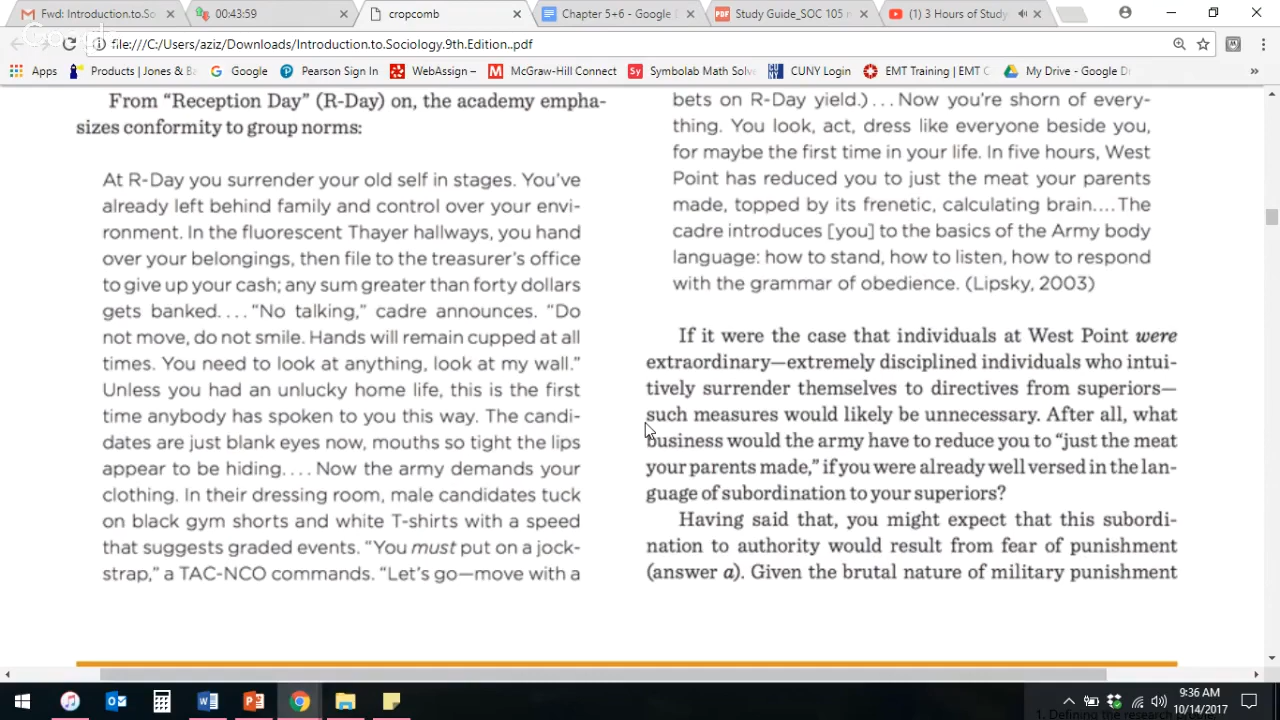 Fwd: Introduction.to.So
00:43:59
cropcomb
Chapter 5+6 - Google
Study Guide_SOC 105 m
(1) 3 Hours of Study
Google
file:///C:/Users/aziz/Downloads/Introduction.to.Sociology.9th.Edition..pdf
Apps
Products | Jones & Ba
Google
Pearson Sign In
WebAssign –
McGraw-Hill Connect
Symbolab Math Solve
CUNY Login
EMT Training | EMT C
My Drive - Google Dr
»
From “Reception Day” (R-Day) on, the academy empha-
sizes conformity to group norms:
At R-Day you surrender your old self in stages. You’ve
already left behind family and control over your envi-
ronment. In the fluorescent Thayer hallways, you hand
over your belongings, then file to the treasurer’s office
to give up your cash; any sum greater than forty dollars
gets banked.... “No talking,” cadre announces. “Do
not move, do not smile. Hands will remain cupped at all
times. You need to look at anything, look at my wall.”
Unless you had an unlucky home life, this is the first
time anybody has spoken to you this way. The candi-
dates are just blank eyes now, mouths so tight the lips
appear to be hiding.... Now the army demands your
clothing. In their dressing room, male candidates tuck
on black gym shorts and white T-shirts with a speed
that suggests graded events. “You must put on a jock-
strap,” a TAC-NCO commands. “Let’s go—move with a
bets on R-Day yield.)... Now you’re shorn of every-
thing. You look, act, dress like everyone beside you,
for maybe the first time in your life. In five hours, West
Point has reduced you to just the meat your parents
made, topped by its frenetic, calculating brain.... The
cadre introduces [you] to the basics of the Army body
language: how to stand, how to listen, how to respond
with the grammar of obedience. (Lipsky, 2003)
If it were the case that individuals at West Point were
extraordinary—extremely disciplined individuals who intui-
tively surrender themselves to directives from superiors—
such measures would likely be unnecessary. After all, what
business would the army have to reduce you to “just the meat
your parents made,” if you were already well versed in the lan-
guage of subordination to your superiors?
Having said that, you might expect that this subordi-
nation to authority would result from fear of punishment
(answer a). Given the brutal nature of military punishment
9:36 AM
10/14/2017
1. Defining the research